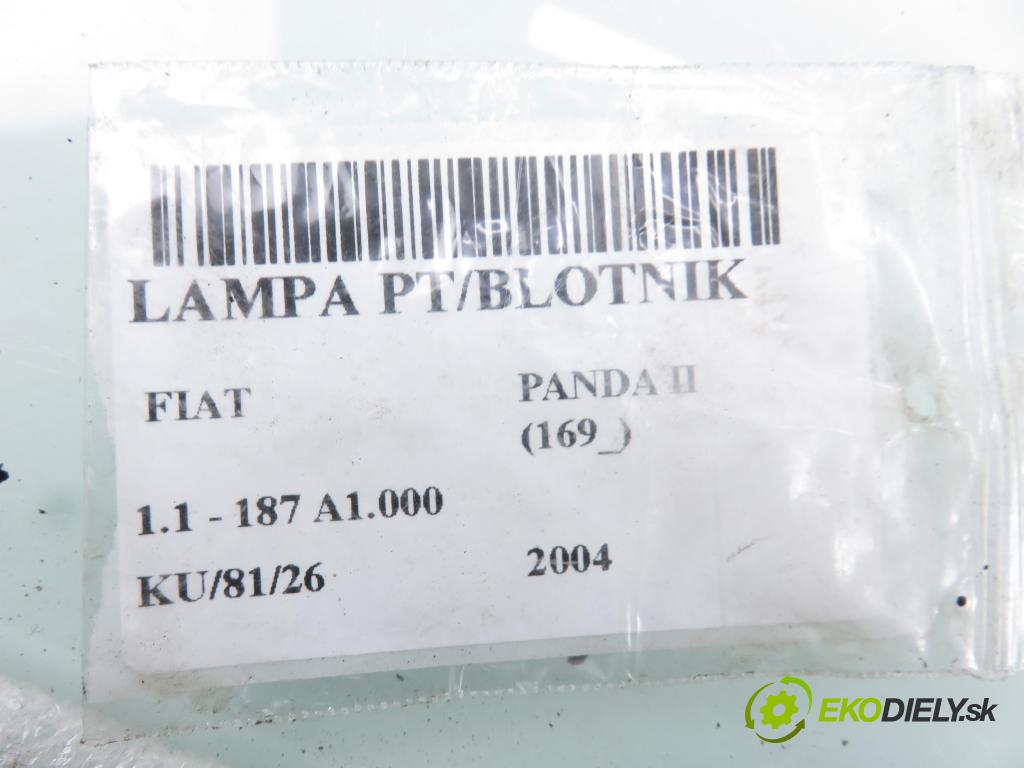 LAMPA PT/BLOTNIK
FIAT PANDA II
(169_)
1.1 - 187 A1.000
KU/81/26 2004
EKODIELY.sk